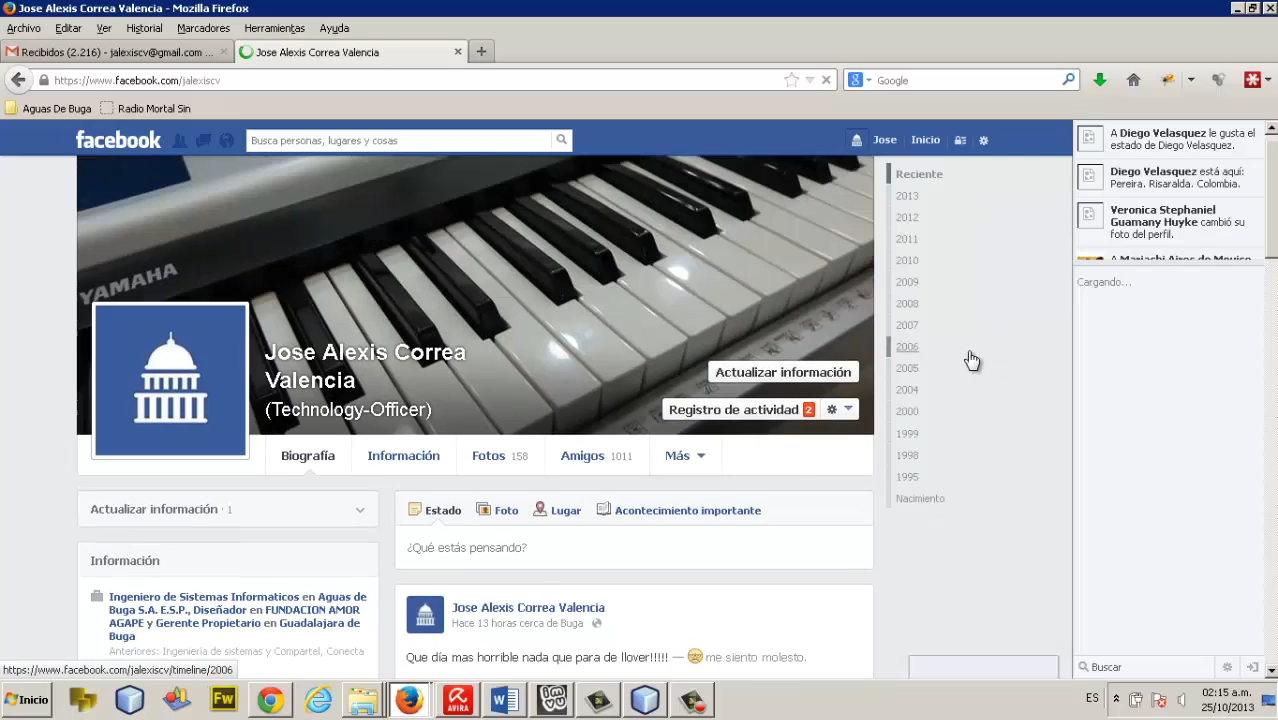 Jose Alexis Correa Valencia - Mozilla Firefox
Archivo Editar Ver Historial Marcadores Herramientas Ayuda
Recibidos (2.216) - jalexiscv@gmail.com ...
Jose Alexis Correa Valencia
https://www.facebook.com/jalexiscv
Google
Aguas De Buga
Radio Mortal Sin
facebook
Busca personas, lugares y cosas
Jose
Inicio
YAMAHA
Jose Alexis Correa
Valencia
(Technology-Officer)
Actualizar información
Registro de actividad 2
Biografía
Información
Fotos 158
Amigos 1011
Más
Reciente
2013
2012
2011
2010
2009
2008
2007
2006
2005
2004
2000
1999
1998
1995
Nacimiento
A Diego Velasquez le gusta el
estado de Diego Velasquez.
Diego Velasquez está aquí:
Pereira, Risaralda, Colombia.
Veronica Stephaniel
Guamany Huyke cambió su
foto del perfil.
Cargando...
Actualizar información · 1
Información
Ingeniero de Sistemas Informaticos en Aguas de
Buga S.A. E.S.P., Diseñador en FUNDACION AMOR
AGAPE y Gerente Propietario en Guadalajara de
Buga
Anteriores: Ingeniería de sistemas y Compartel, Conecta
Estado
Foto
Lugar
Acontecimiento importante
¿Qué estás pensando?
Jose Alexis Correa Valencia
Hace 13 horas cerca de Buga
Que día mas horrible nada que para de llover!!!!! — me siento molesto.
https://www.facebook.com/jalexiscv/timeline/2006
Buscar
Inicio
Fw
AVIRA
IMVU
ES
02:15 a.m.
25/10/2013